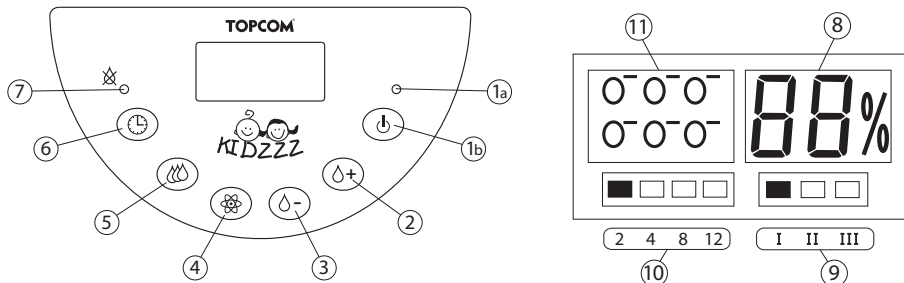 TOPCOM
KIDZZZ
7
1a
6
1b
5
2
4
3
11
8
88%
2 4 8 12
I II III
10
9